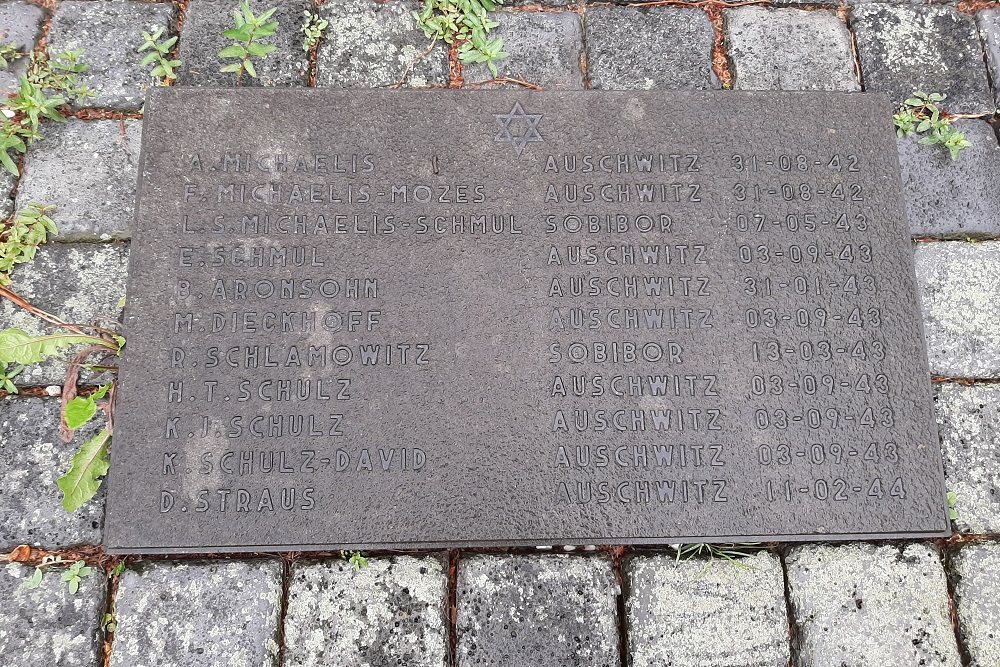 A. MICHAELIS AUSCHWITZ 31-08-42
F. MICHAELIS-MOZES AUSCHWITZ 31-08-42
L.S. MICHAELIS-SCHMUL SOBIBOR 07-05-43
E. SCHMUL AUSCHWITZ 03-09-43
B. ARONSOHN AUSCHWITZ 31-01-43
M. DIECKHOFF AUSCHWITZ 03-09-43
R. SCHLAMOWITZ SOBIBOR 13-03-43
H.T. SCHULZ AUSCHWITZ 03-09-43
K.J. SCHULZ AUSCHWITZ 03-09-43
K. SCHULZ-DAVID AUSCHWITZ 03-09-43
D. STRAUS AUSCHWITZ 11-02-44